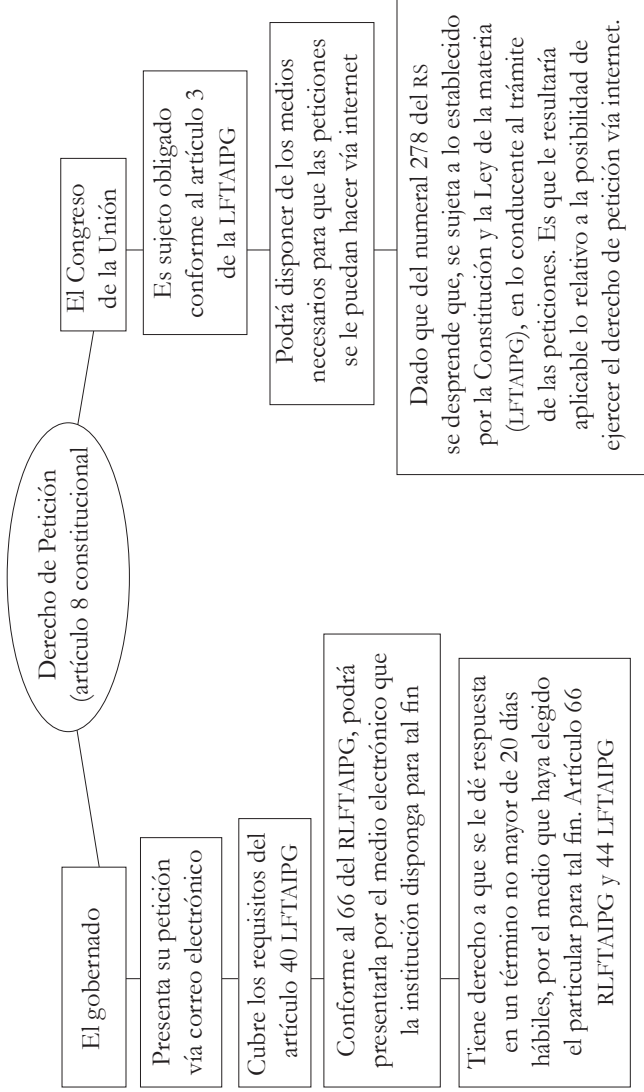 Derecho de Petición
(artículo 8 constitucional
El gobernado
Presenta su petición
vía correo electrónico
Cubre los requisitos del
artículo 40 LFTAIPG
Conforme al 66 del RLFTAIPG, podrá
presentarla por el medio electrónico que
la institución disponga para tal fin
Tiene derecho a que se le dé respuesta
en un término no mayor de 20 días
hábiles, por el medio que haya elegido
el particular para tal fin. Artículo 66
RLFTAIPG y 44 LFTAIPG
El Congreso
de la Unión
Es sujeto obligado
conforme al artículo 3
de la LFTAIPG
Podrá disponer de los medios
necesarios para que las peticiones
se le puedan hacer vía internet
Dado que del numeral 278 del RS
se desprende que, se sujeta a lo establecido
por la Constitución y la Ley de la materia
(LFTAIPG), en lo conducente al trámite
de las peticiones. Es que le resultaría
aplicable lo relativo a la posibilidad de
ejercer el derecho de petición vía internet.